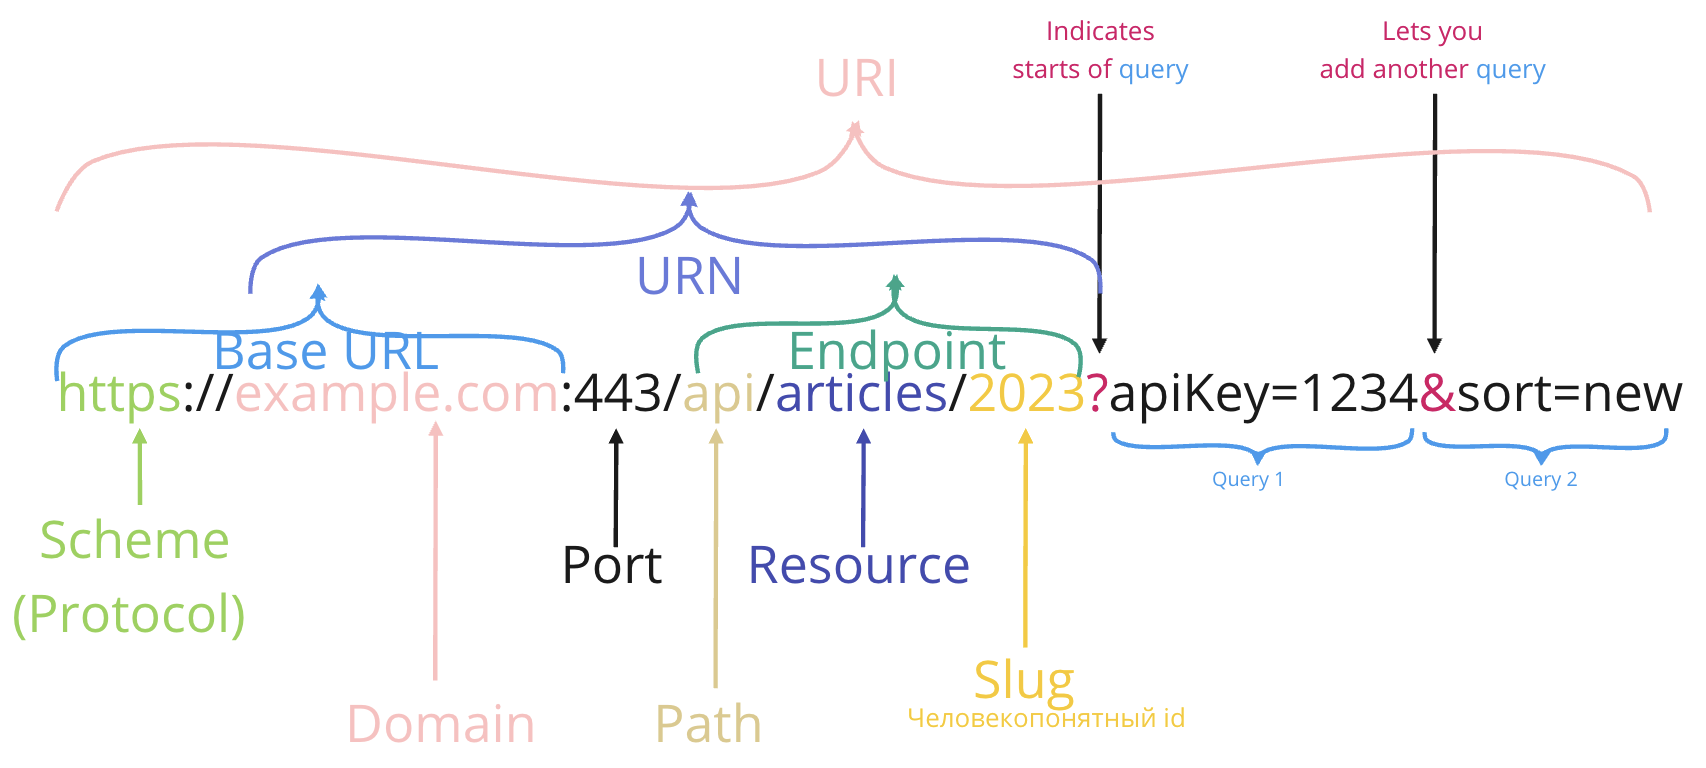 Indicates
starts of query
Lets you
add another query
URI
URN
Base URL
Endpoint
https://example.com:443/api/articles/2023?apiKey=1234&sort=new
Query 1
Query 2
Scheme
(Protocol)
Port
Resource
Slug
Человекопонятный id
Domain
Path